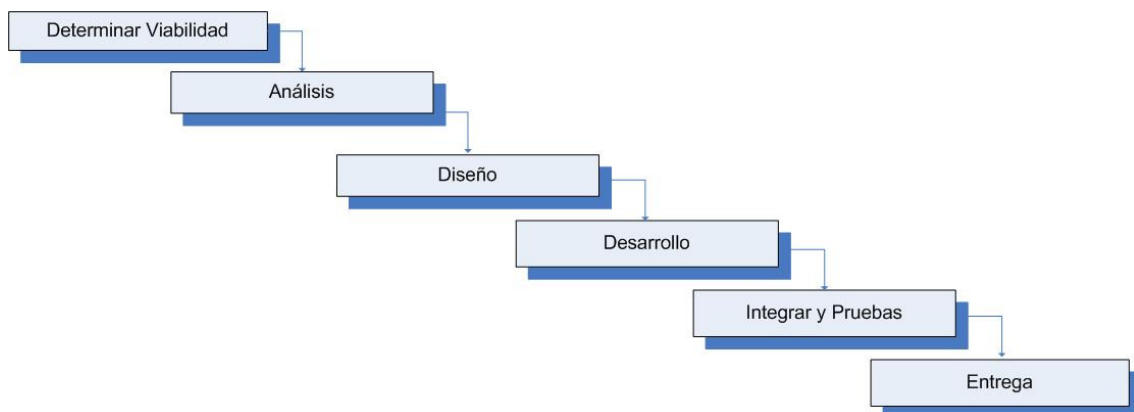 Determinar Viabilidad
Análisis
Diseño
Desarrollo
Integrar y Pruebas
Entrega